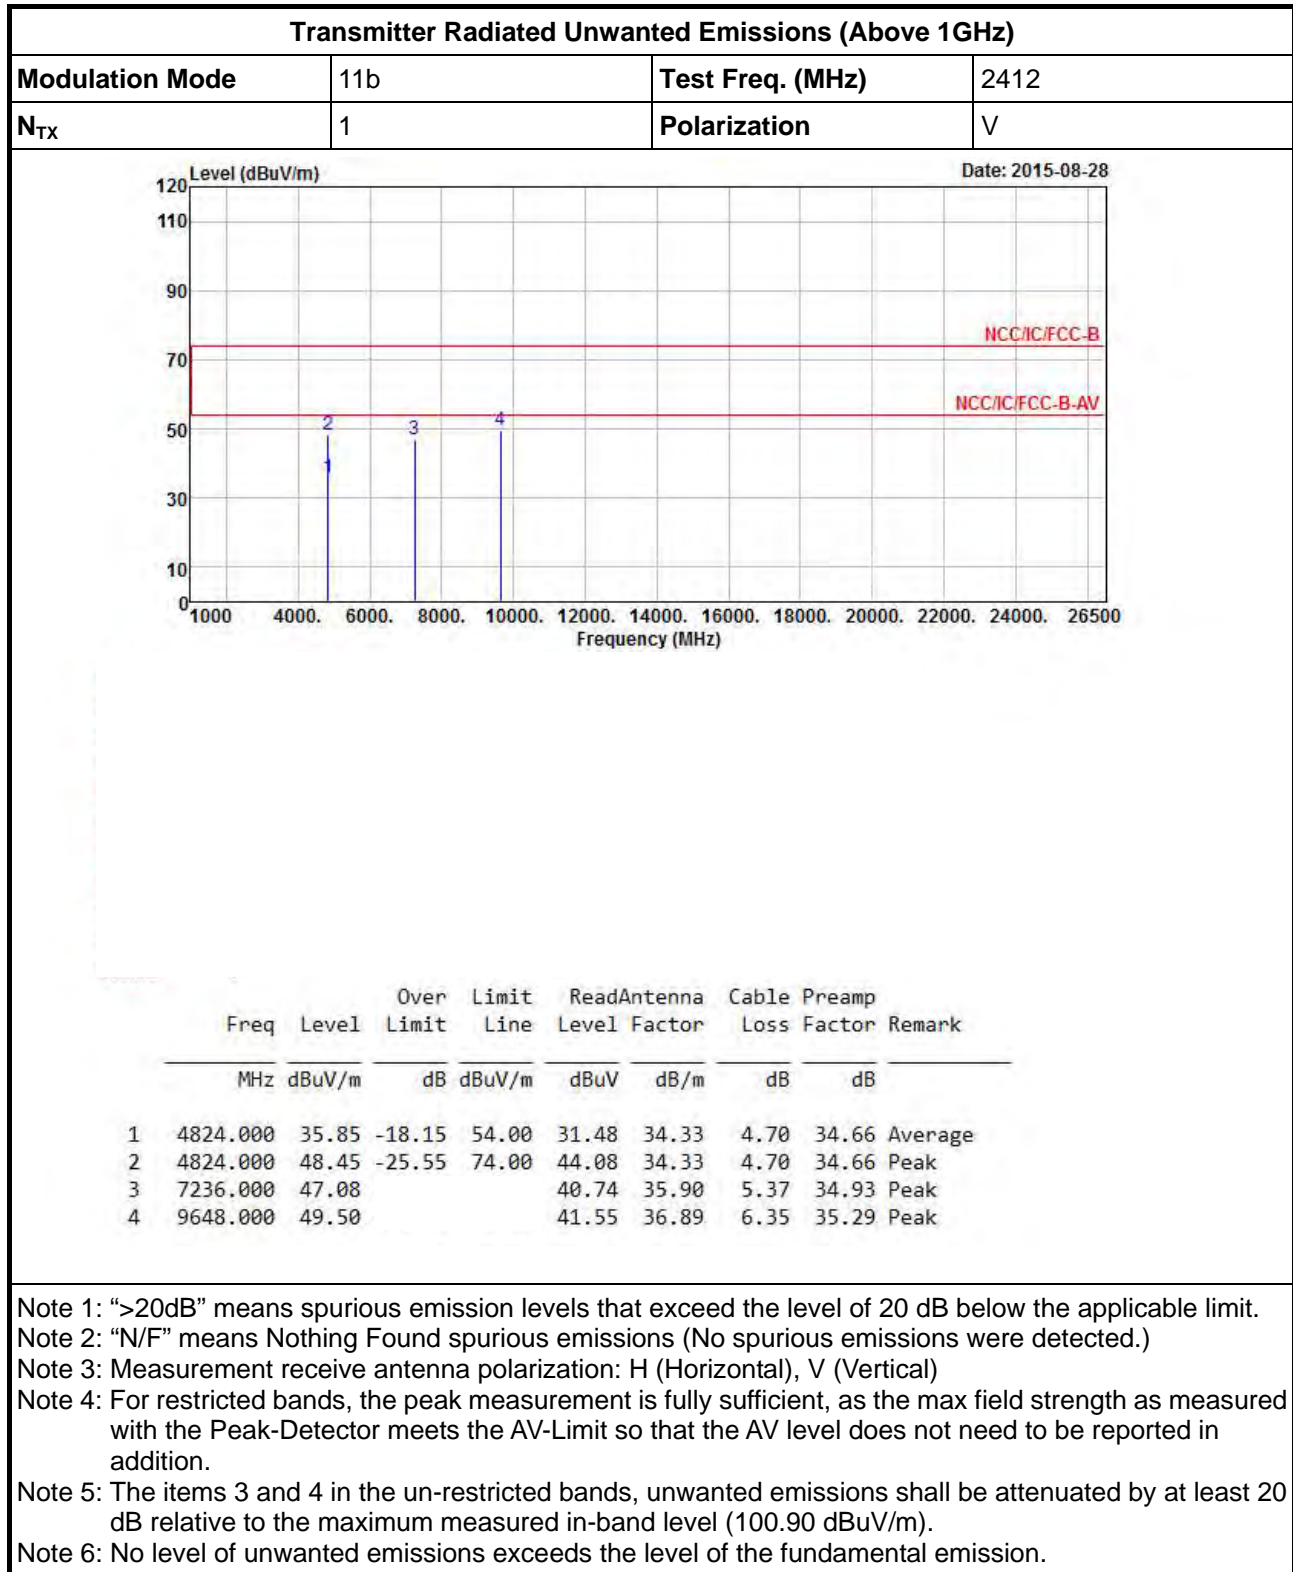 Transmitter Radiated Unwanted Emissions (Above 1GHz)
Modulation Mode 11b Test Freq. (MHz) 2412
NTX 1 Polarization V
Level (dBuV/m) Date: 2015-08-28
120
110
90
NCC/IC/FCC-B
70
NCC/IC/FCC-B-AV
50
2 3 4
1
30
10
0
1000 4000. 6000. 8000. 10000. 12000. 14000. 16000. 18000. 20000. 22000. 24000. 26500
Frequency (MHz)
Over Limit ReadAntenna Cable Preamp
Freq Level Limit Line Level Factor Loss Factor Remark
MHz dBuV/m dB dBuV/m dBuV dB/m dB dB
1 4824.000 35.85 -18.15 54.00 31.48 34.33 4.70 34.66 Average
2 4824.000 48.45 -25.55 74.00 44.08 34.33 4.70 34.66 Peak
3 7236.000 47.08 40.74 35.90 5.37 34.93 Peak
4 9648.000 49.50 41.55 36.89 6.35 35.29 Peak
Note 1: “>20dB” means spurious emission levels that exceed the level of 20 dB below the applicable limit.
Note 2: “N/F” means Nothing Found spurious emissions (No spurious emissions were detected.)
Note 3: Measurement receive antenna polarization: H (Horizontal), V (Vertical)
Note 4: For restricted bands, the peak measurement is fully sufficient, as the max field strength as measured
with the Peak-Detector meets the AV-Limit so that the AV level does not need to be reported in
addition.
Note 5: The items 3 and 4 in the un-restricted bands, unwanted emissions shall be attenuated by at least 20
dB relative to the maximum measured in-band level (100.90 dBuV/m).
Note 6: No level of unwanted emissions exceeds the level of the fundamental emission.